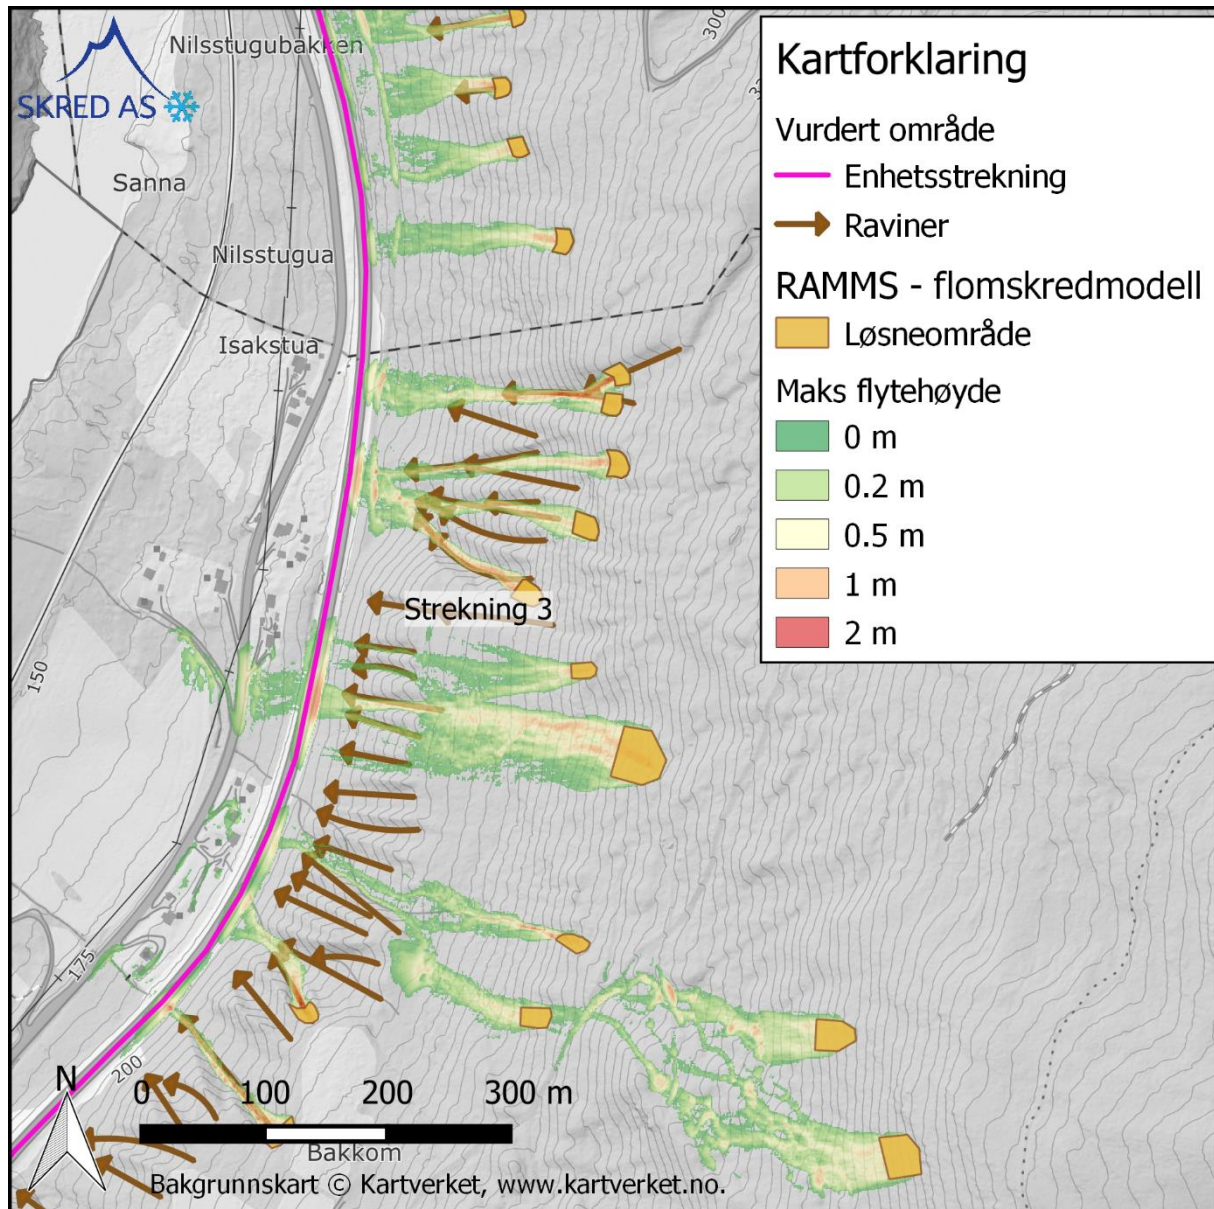 Nilsstugubakken
300
SKRED AS
Sanna
Nilsstugua
Isakstua
Strekning 3
150
175
200
N
0 100 200 300 m
Bakkom
Bakgrunnskart © Kartverket, www.kartverket.no.
Kartforklaring
Vurdert område
Enhetsstrekning
Raviner
RAMMS - flomskredmodell
Løsneområde
Maks flytehøyde
0 m
0.2 m
0.5 m
1 m
2 m